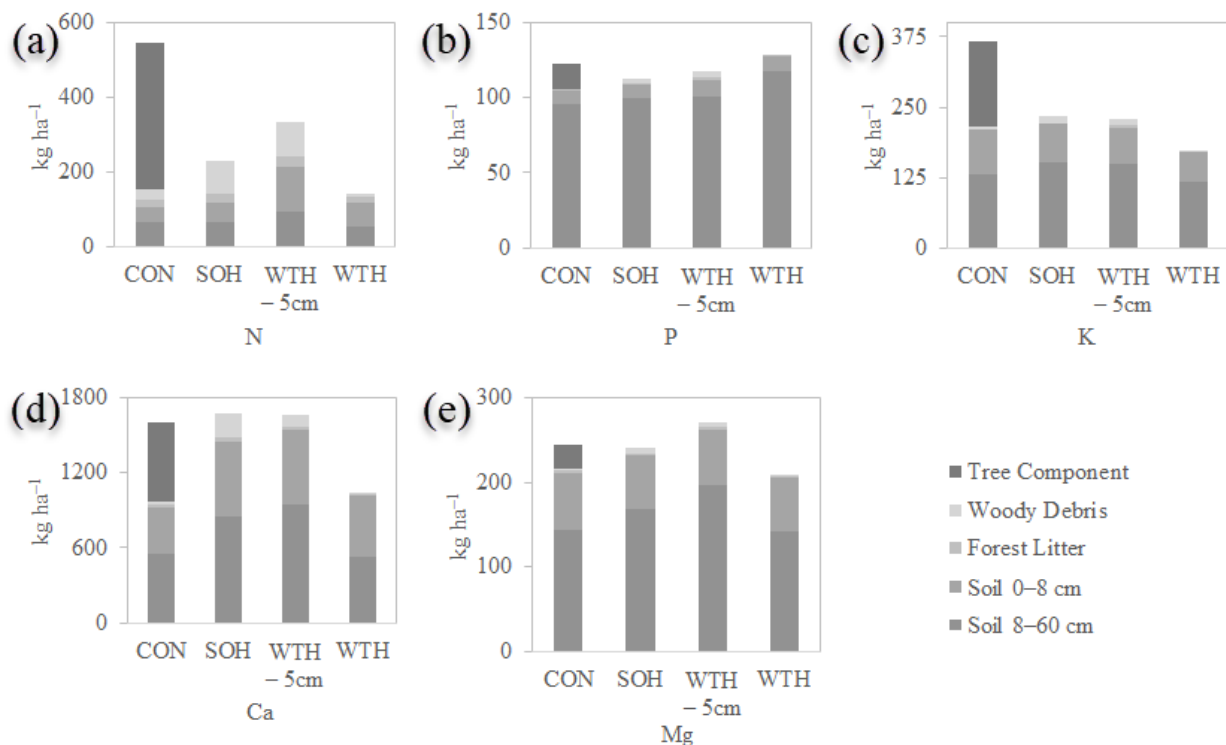 (a)
600
400
200
0
kg ha⁻¹
CON SOH WTH WTH
– 5cm
N
(b)
150
100
50
0
kg ha⁻¹
CON SOH WTH WTH
– 5cm
P
(c)
375
250
125
0
kg ha⁻¹
CON SOH WTH WTH
– 5cm
K
(d)
1800
1200
600
0
kg ha⁻¹
CON SOH WTH WTH
– 5cm
Ca
(e)
300
200
100
0
kg ha⁻¹
CON SOH WTH WTH
– 5cm
Mg
Tree Component
Woody Debris
Forest Litter
Soil 0–8 cm
Soil 8–60 cm